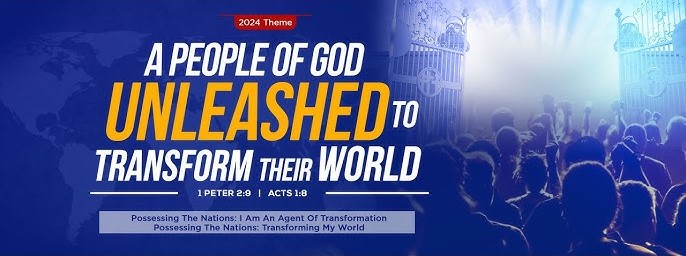 2024 Theme
A PEOPLE OF GOD
UNLEASHED TO
TRANSFORM THEIR WORLD
1 PETER 2:9 | ACTS 1:8
Possessing The Nations: I Am An Agent Of Transformation
Possessing The Nations: Transforming My World